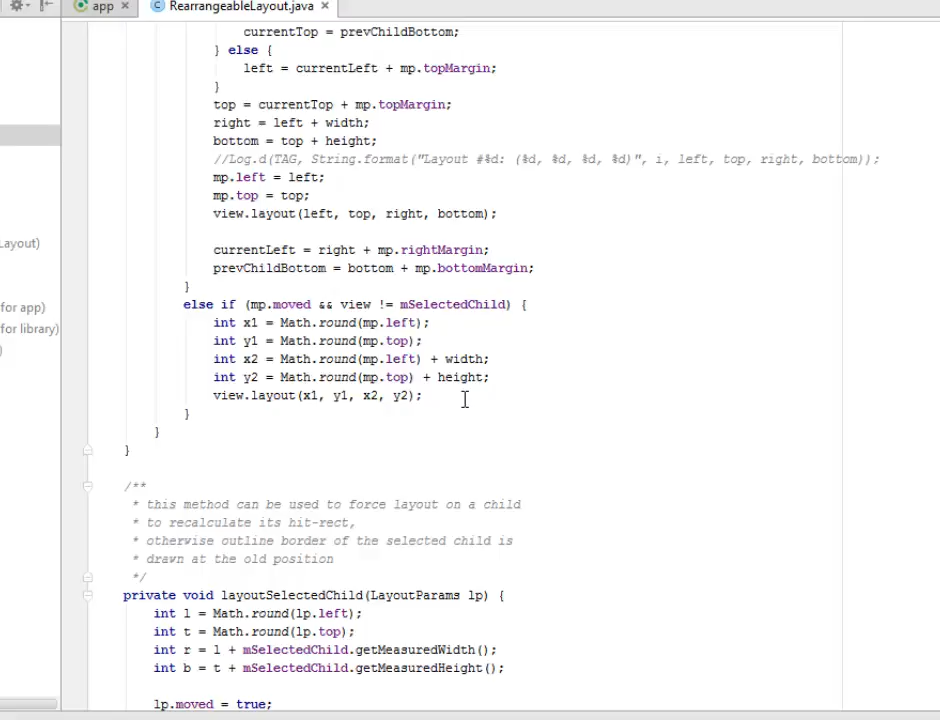 app RearrangeableLayout.java
currentTop = prevChildBottom;
} else {
left = currentLeft + mp.topMargin;
}
top = currentTop + mp.topMargin;
right = left + width;
bottom = top + height;
//Log.d(TAG, String.format("Layout #%d: (%d, %d, %d, %d)", i, left, top, right, bottom));
mp.left = left;
mp.top = top;
view.layout(left, top, right, bottom);
currentLeft = right + mp.rightMargin;
prevChildBottom = bottom + mp.bottomMargin;
}
else if (mp.moved && view != mSelectedChild) {
int x1 = Math.round(mp.left);
int y1 = Math.round(mp.top);
int x2 = Math.round(mp.left) + width;
int y2 = Math.round(mp.top) + height;
view.layout(x1, y1, x2, y2);
}
}
}
/**
* this method can be used to force layout on a child
* to recalculate its hit-rect,
* otherwise outline border of the selected child is
* drawn at the old position
*/
private void layoutSelectedChild(LayoutParams lp) {
int l = Math.round(lp.left);
int t = Math.round(lp.top);
int r = l + mSelectedChild.getMeasuredWidth();
int b = t + mSelectedChild.getMeasuredHeight();
lp.moved = true;
Layout)
for app)
for library)
)